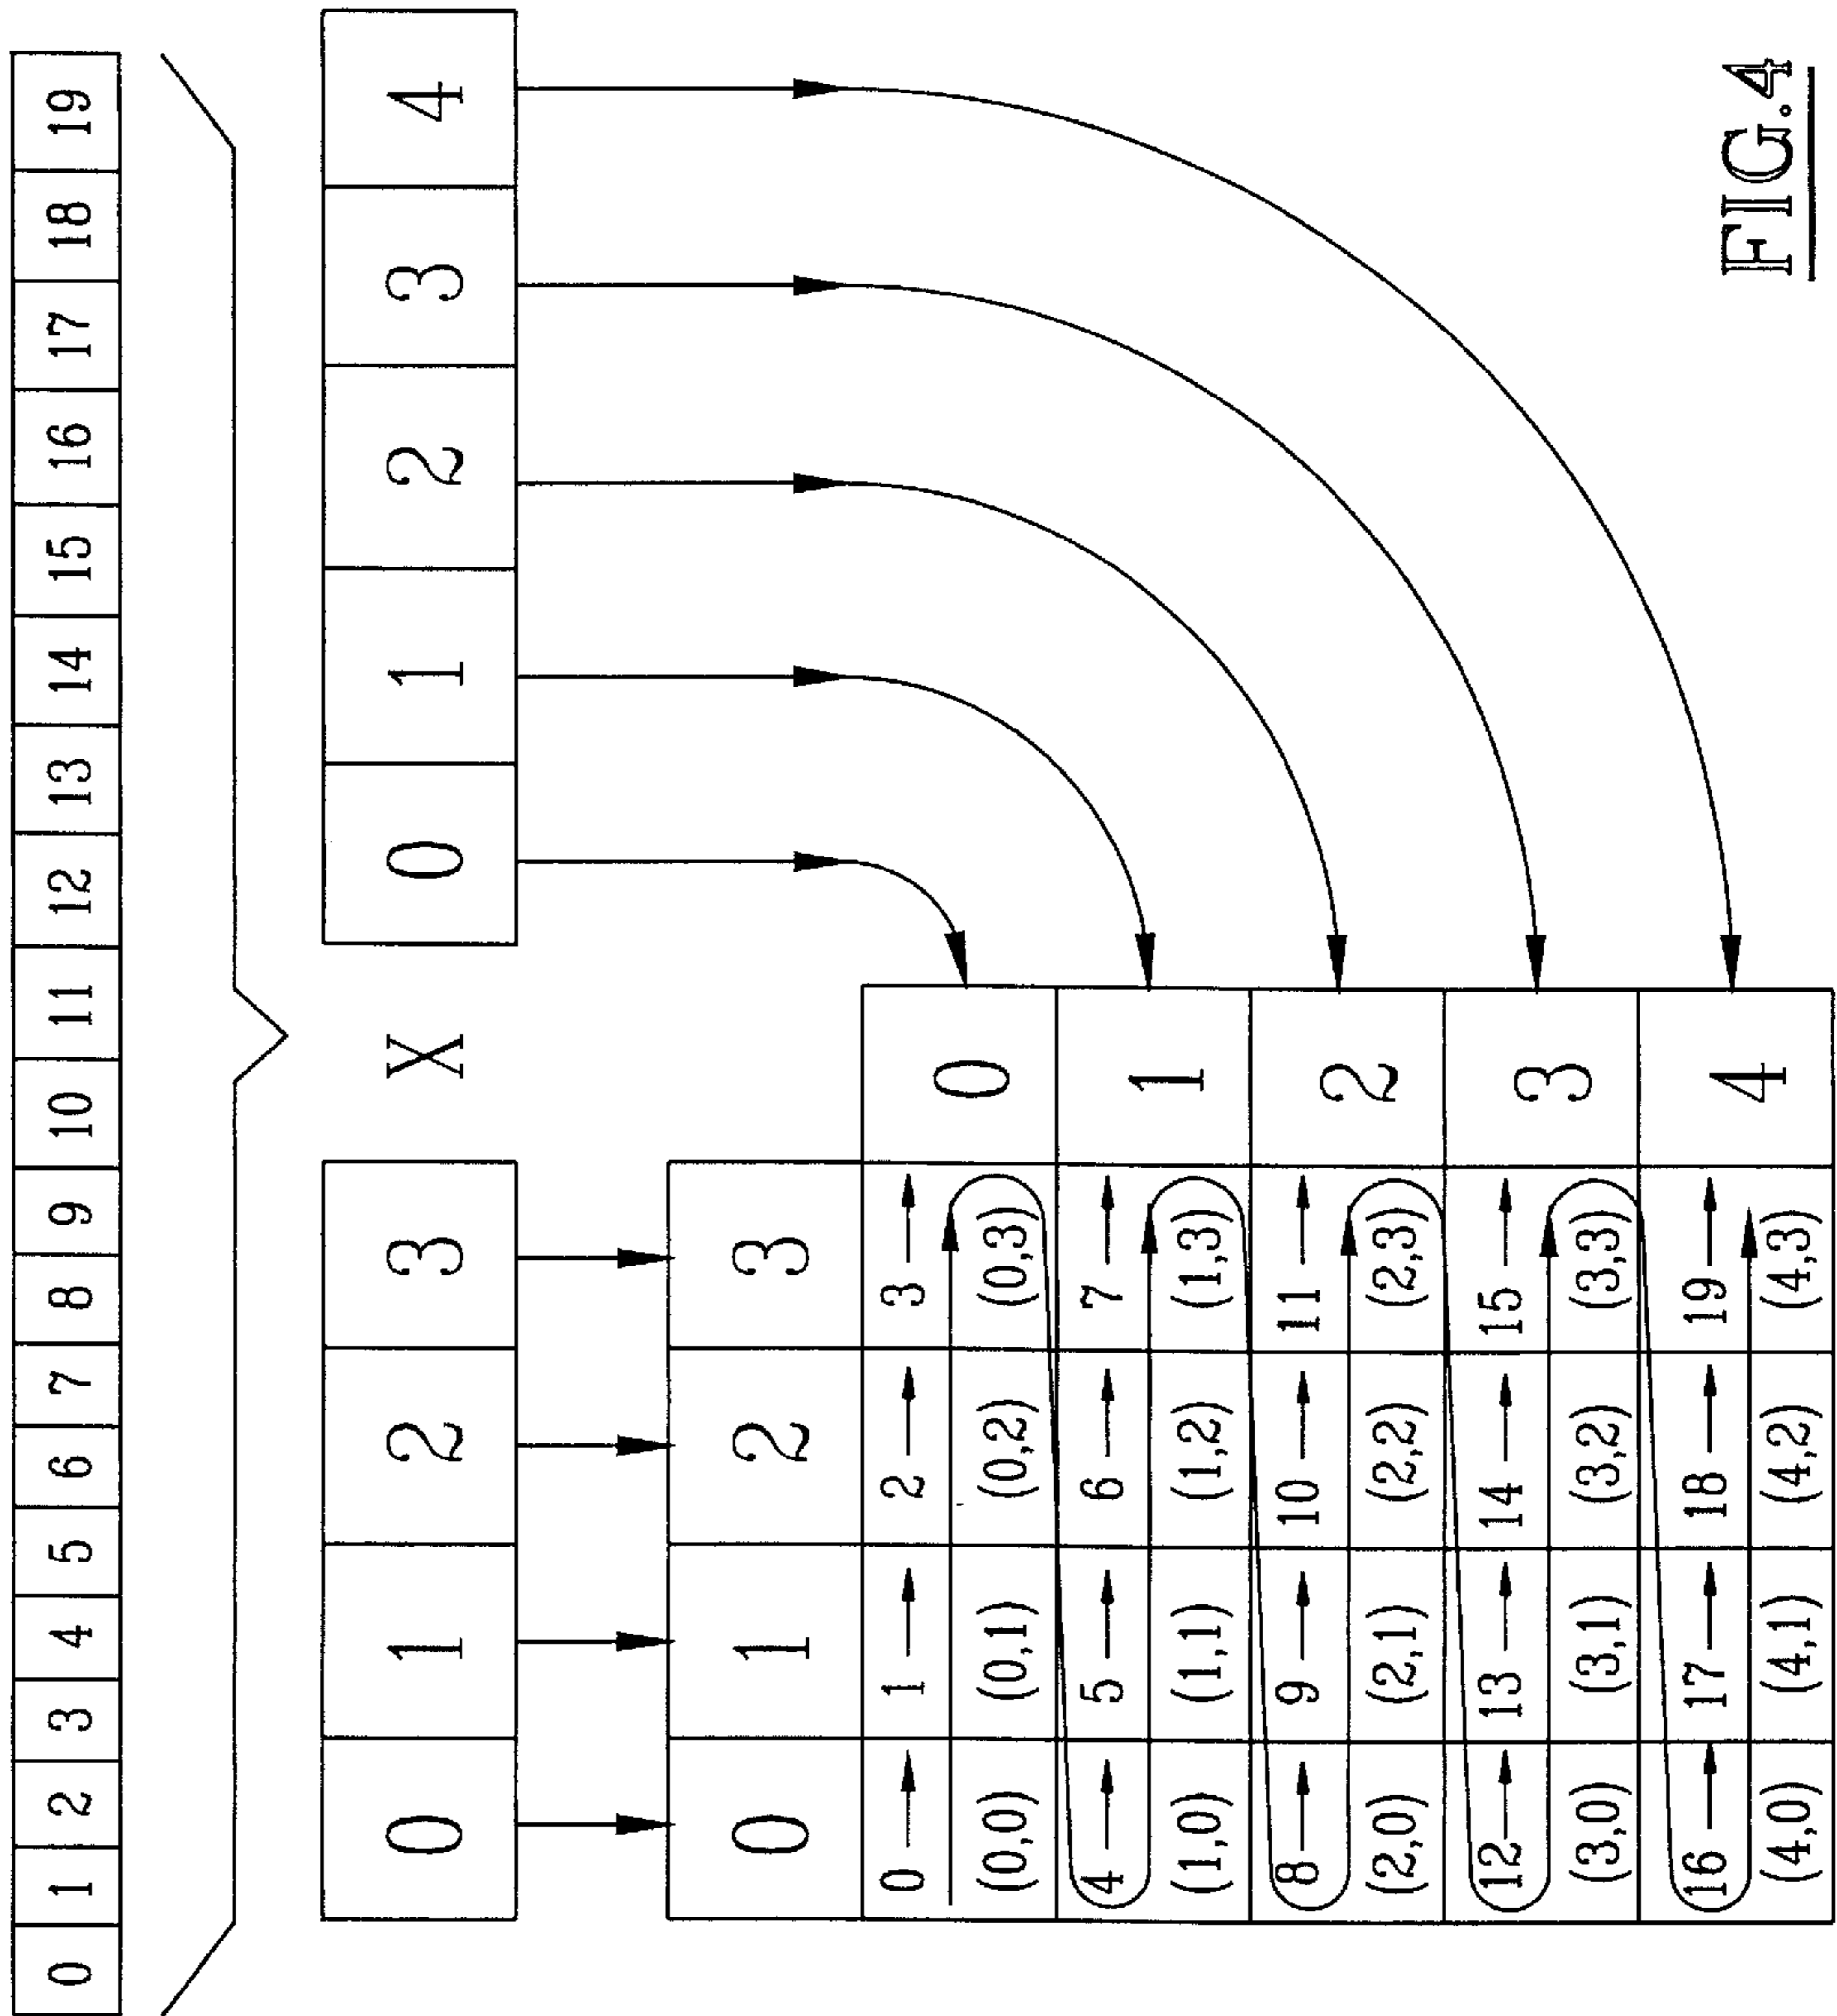 0 1 2 3 4 5 6 7 8 9 10 11 12 13 14 15 16 17 18 19
0 1 2 3 X 0 1 2 3 4
0 1 2 3
0 1 2 3 0
(0,0) (0,1) (0,2) (0,3)
4 5 6 7 1
(1,0) (1,1) (1,2) (1,3)
8 9 10 11 2
(2,0) (2,1) (2,2) (2,3)
12 13 14 15 3
(3,0) (3,1) (3,2) (3,3)
16 17 18 19 4
(4,0) (4,1) (4,2) (4,3)
FIG.4